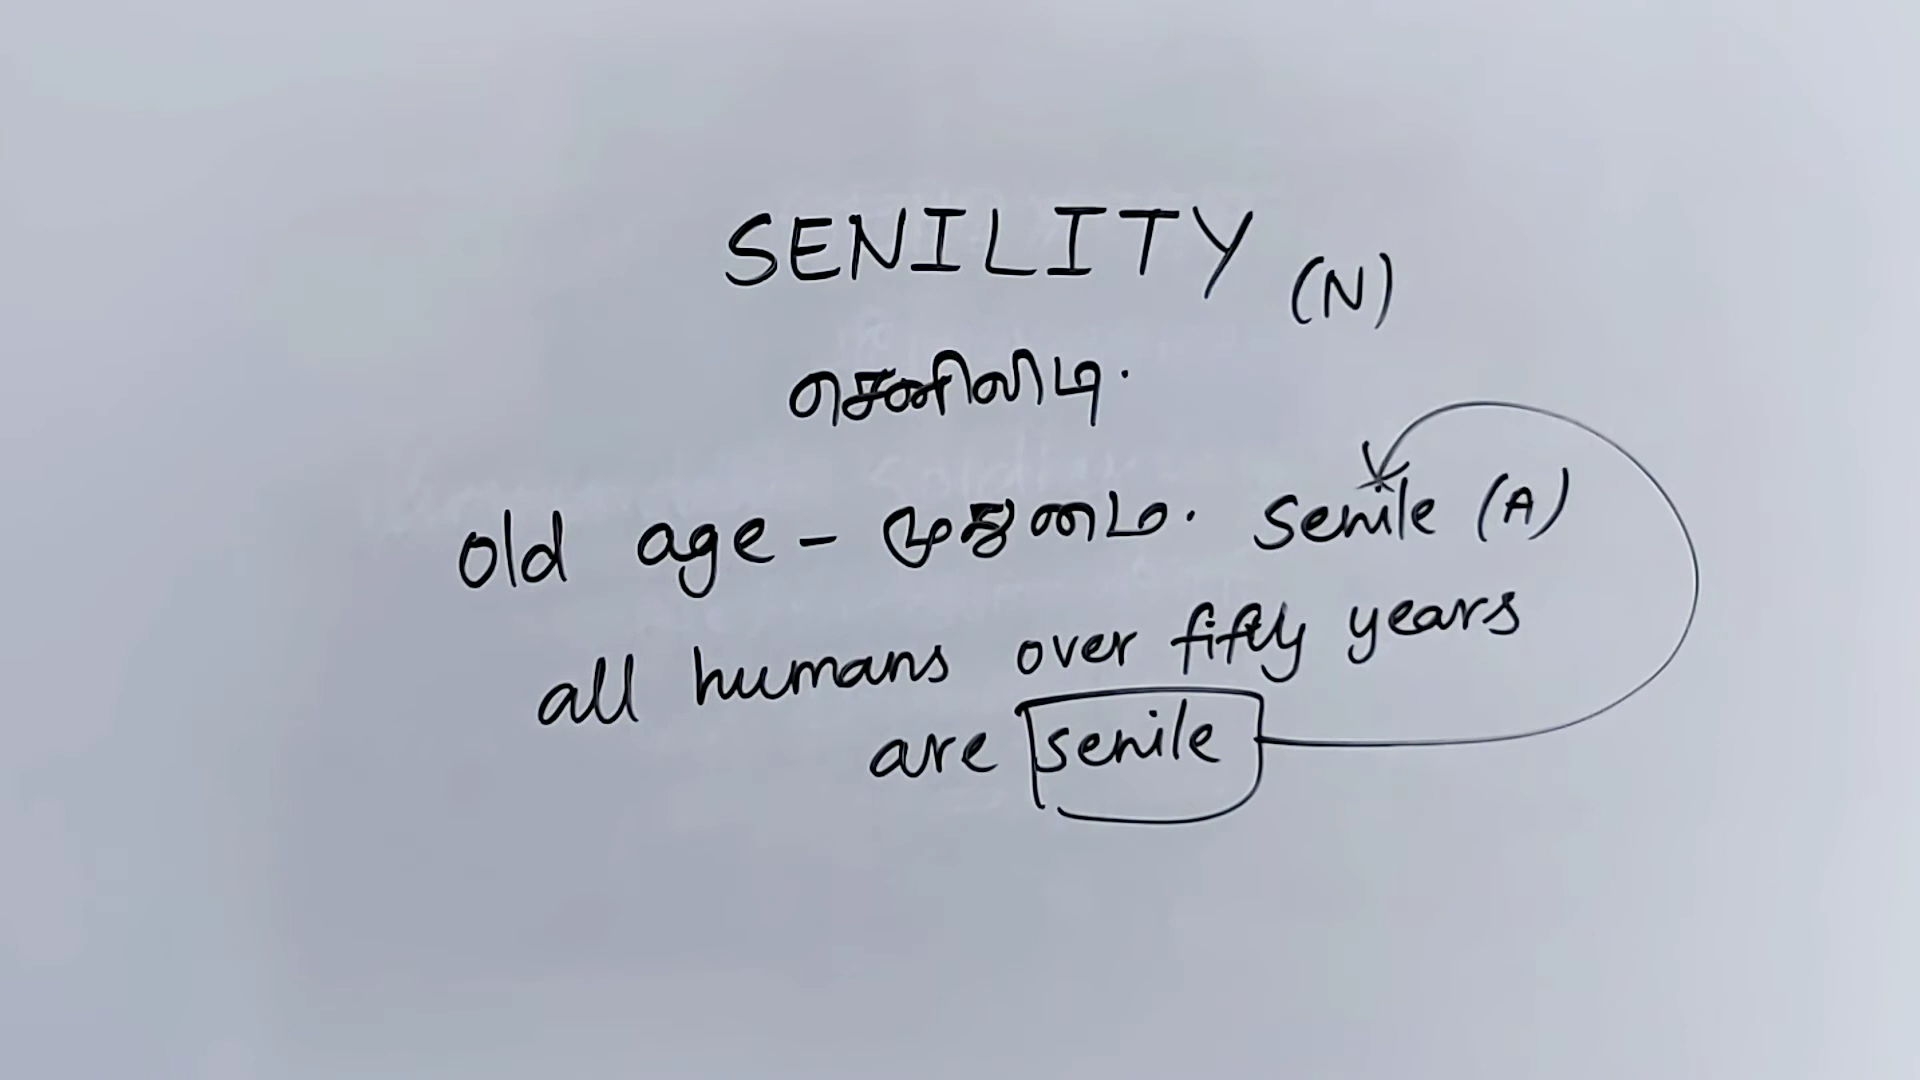 SENILITY (N)
செனிலிடி.
old age - முதுமை. senile (A)
all humans over fifty years
are senile